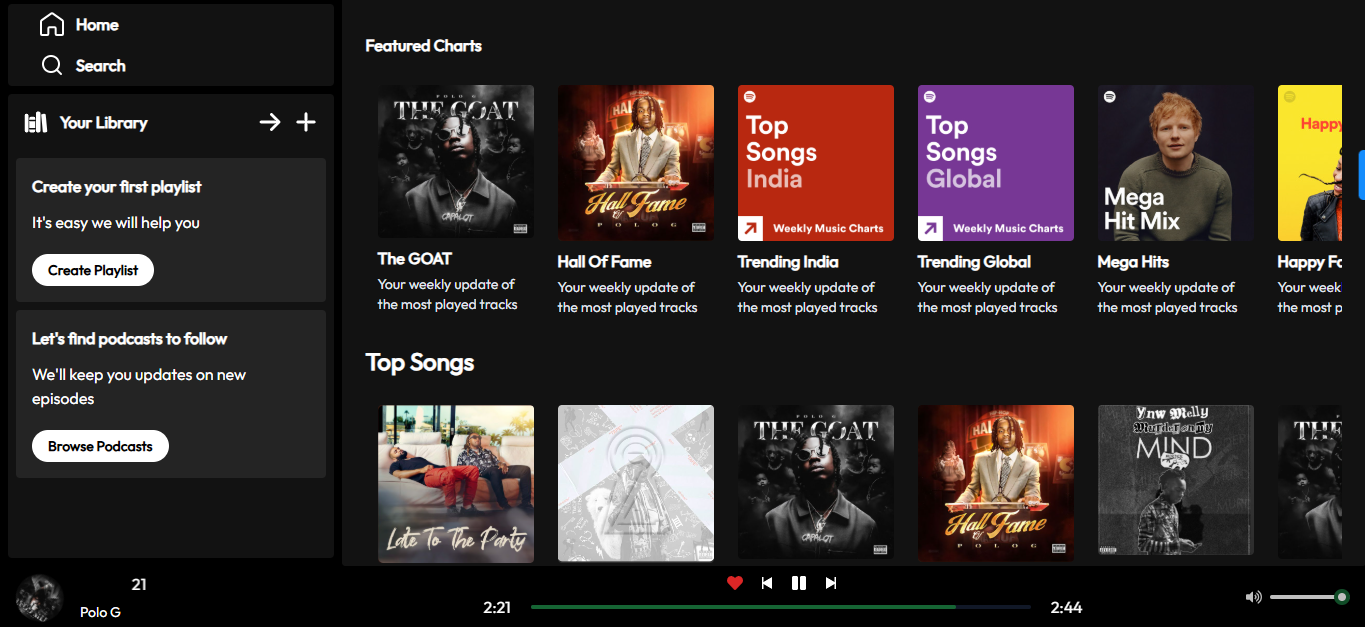 Home
Search
Your Library
Create your first playlist
It's easy we will help you
Create Playlist
Let's find podcasts to follow
We'll keep you updates on new
episodes
Browse Podcasts
Featured Charts
POLO G
THE GOAT
CAPALOT
The GOAT
Your weekly update of
the most played tracks
HALL
Hall Of Fame
POLO G
Hall Of Fame
Your weekly update of
the most played tracks
Top
Songs
India
Weekly Music Charts
Trending India
Your weekly update of
the most played tracks
Top
Songs
Global
Weekly Music Charts
Trending Global
Your weekly update of
the most played tracks
Mega
Hit Mix
Mega Hits
Your weekly update of
the most played tracks
Happy
Happy Fo
Your week
the most p
Top Songs
Late To The Party
2
POLO G
THE GOAT
CAPALOT
HALL
Hall Of Fame
POLO G
Ynw Melly
Murder on my
MIND
THE
21
Polo G
2:21
2:44